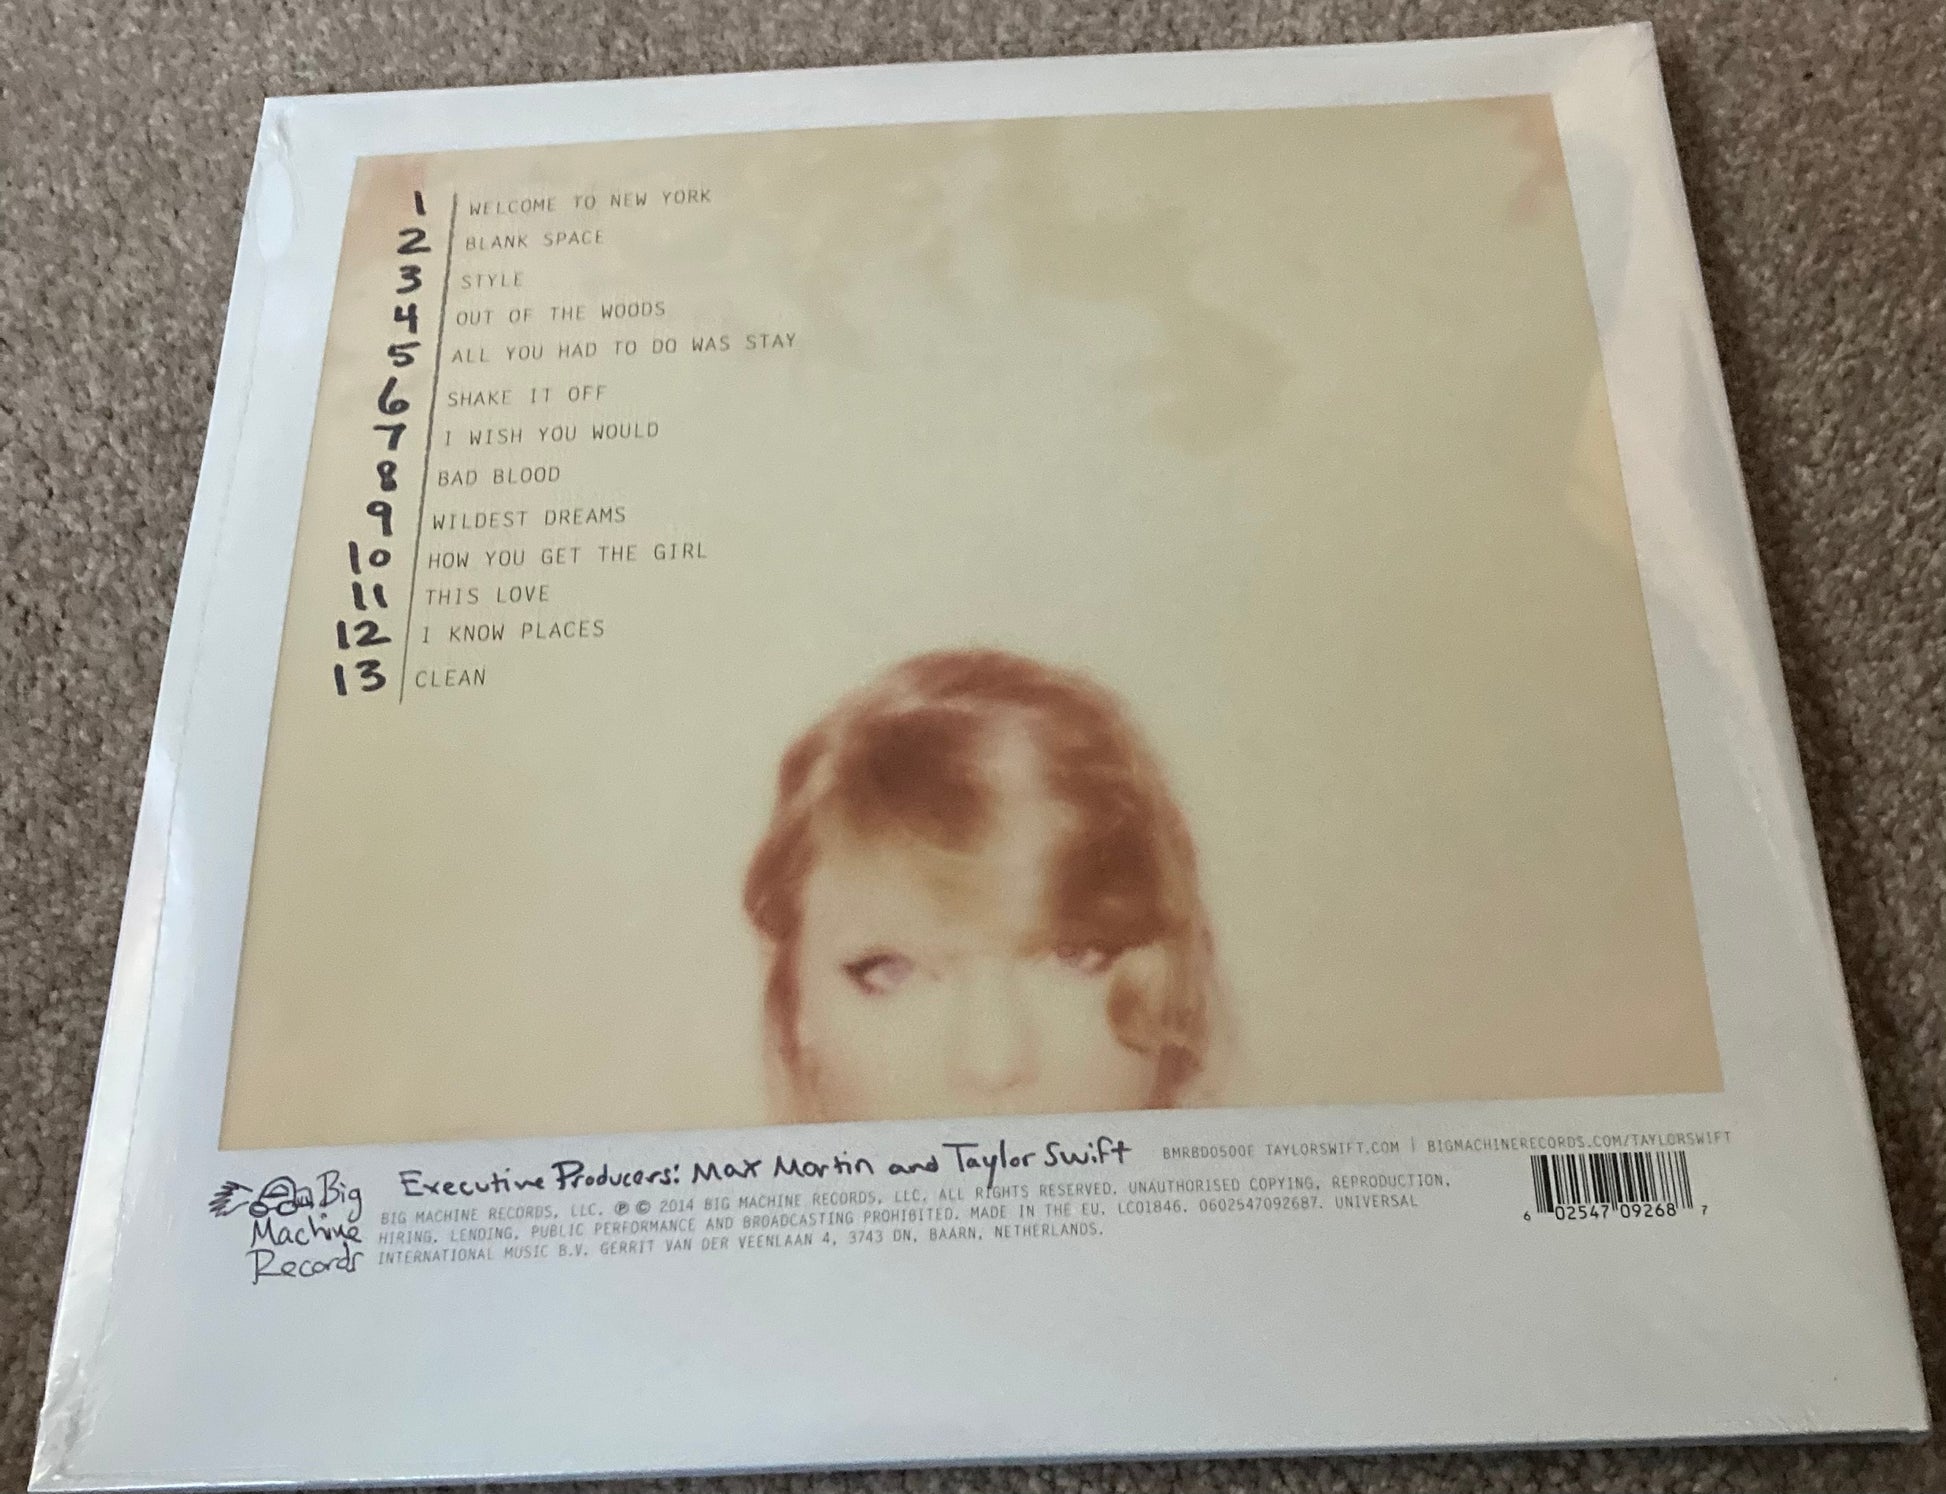 1 WELCOME TO NEW YORK
2 BLANK SPACE
3 STYLE
4 OUT OF THE WOODS
5 ALL YOU HAD TO DO WAS STAY
6 SHAKE IT OFF
7 I WISH YOU WOULD
8 BAD BLOOD
9 WILDEST DREAMS
10 HOW YOU GET THE GIRL
11 THIS LOVE
12 I KNOW PLACES
13 CLEAN
Big
Machine
Records
Executive Producers: Max Martin and Taylor Swift
BMRBD0500F TAYLORSWIFT.COM | BIGMACHINERECORDS.COM/TAYLORSWIFT
BIG MACHINE RECORDS, LLC. ℗ © 2014 BIG MACHINE RECORDS, LLC, ALL RIGHTS RESERVED. UNAUTHORISED COPYING, REPRODUCTION,
HIRING, LENDING, PUBLIC PERFORMANCE AND BROADCASTING PROHIBITED. MADE IN THE EU. LC01846. 0602547092687. UNIVERSAL
INTERNATIONAL MUSIC B.V. GERRIT VAN DER VEENLAAN 4, 3743 DN, BAARN, NETHERLANDS.
6 02547 09268 7